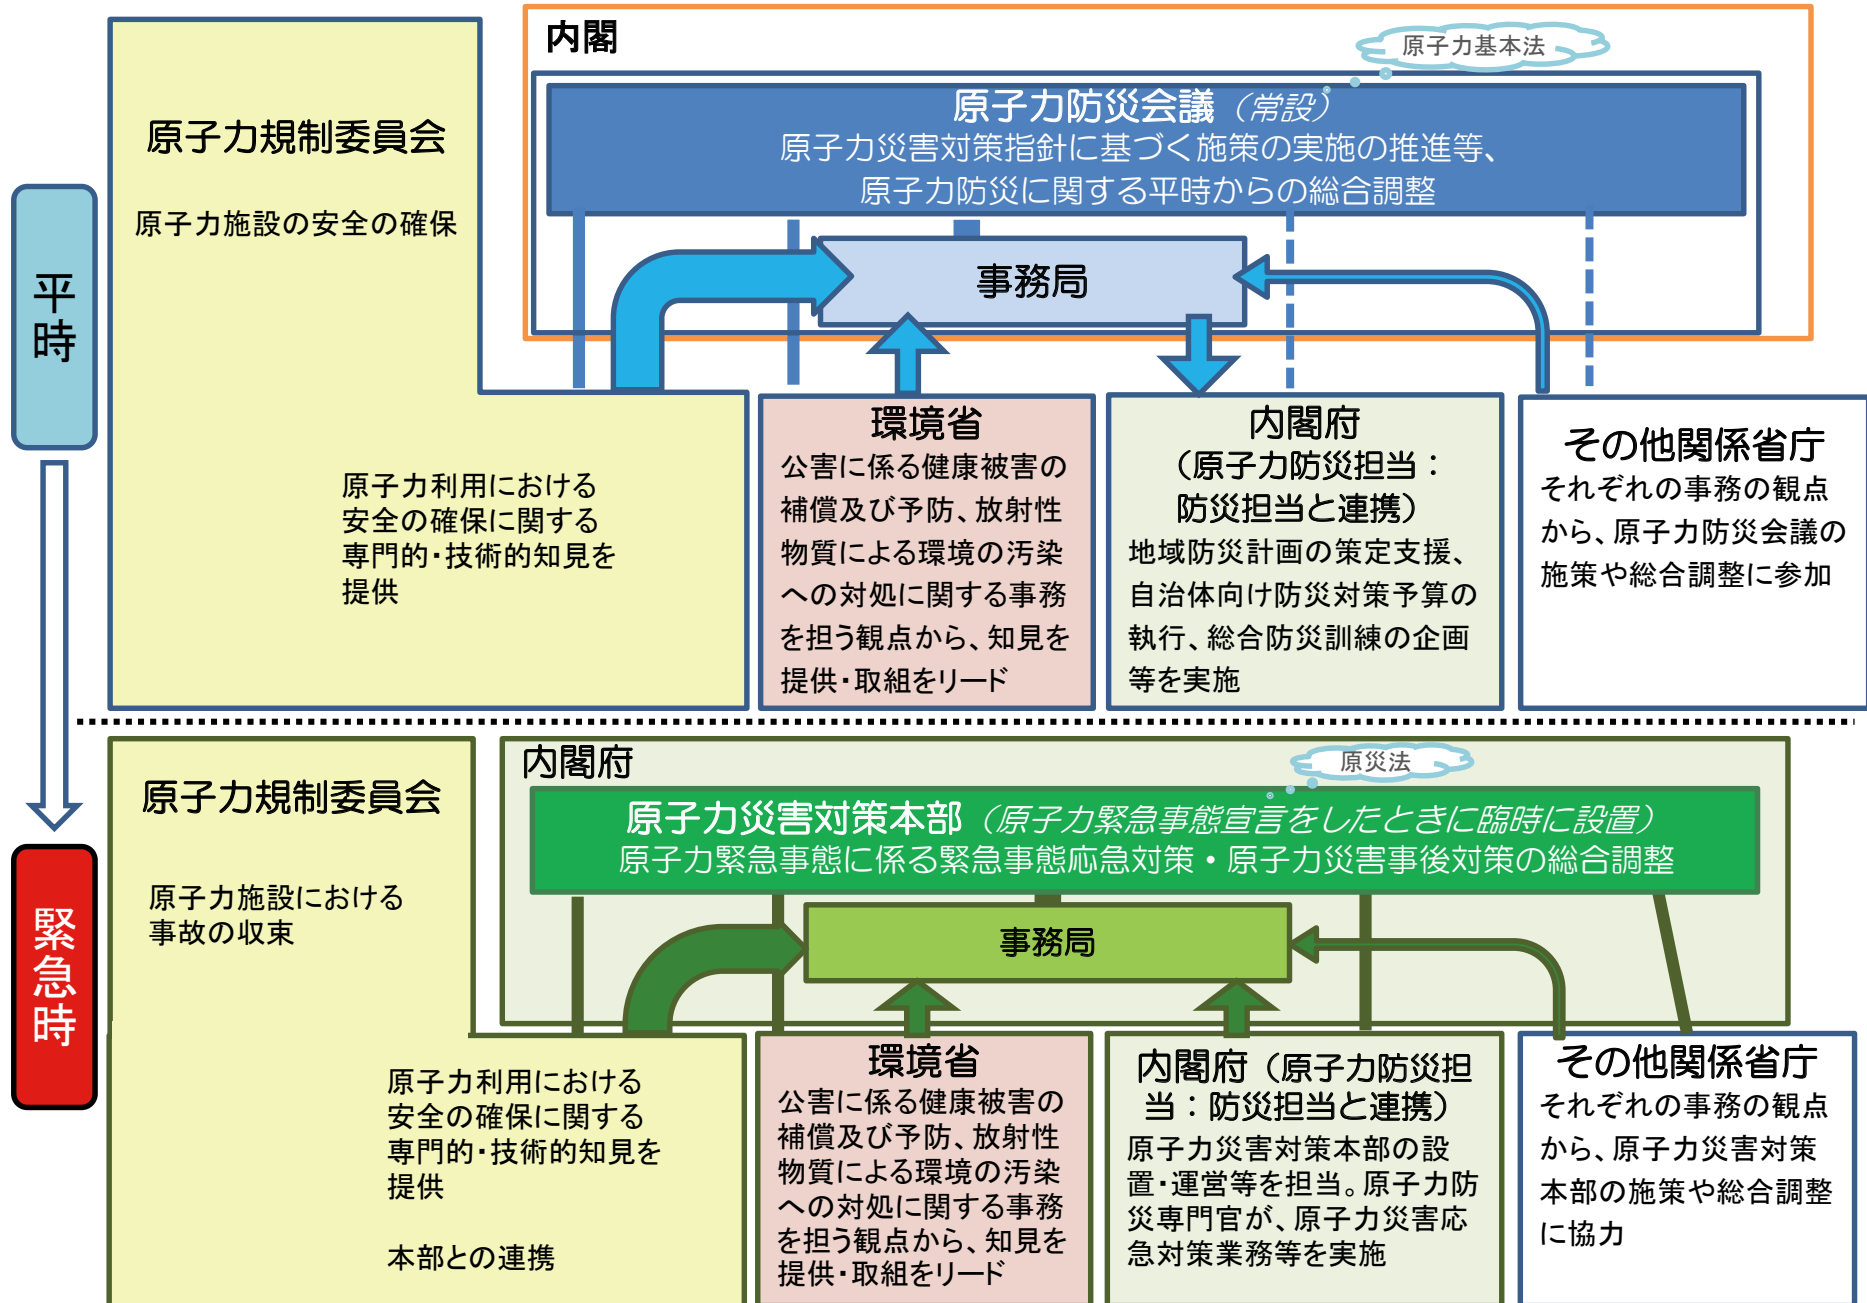 平時
原子力規制委員会
原子力施設の安全の確保
原子力利用における
安全の確保に関する
専門的・技術的知見を
提供
内閣
原子力基本法
原子力防災会議（常設）
原子力災害対策指針に基づく施策の実施の推進等、
原子力防災に関する平時からの総合調整
事務局
環境省
公害に係る健康被害の
補償及び予防、放射性
物質による環境の汚染
への対処に関する事務
を担う観点から、知見を
提供・取組をリード
内閣府
（原子力防災担当：
防災担当と連携）
地域防災計画の策定支援、
自治体向け防災対策予算の
執行、総合防災訓練の企画
等を実施
その他関係省庁
それぞれの事務の観点
から、原子力防災会議の
施策や総合調整に参加
緊急時
原子力規制委員会
原子力施設における
事故の収束
原子力利用における
安全の確保に関する
専門的・技術的知見を
提供
本部との連携
内閣府
原災法
原子力災害対策本部（原子力緊急事態宣言をしたときに臨時に設置）
原子力緊急事態に係る緊急事態応急対策・原子力災害事後対策の総合調整
事務局
環境省
公害に係る健康被害の
補償及び予防、放射性
物質による環境の汚染
への対処に関する事務
を担う観点から、知見を
提供・取組をリード
内閣府（原子力防災担
当：防災担当と連携）
原子力災害対策本部の設
置・運営等を担当。原子力防
災専門官が、原子力災害応
急対策業務等を実施
その他関係省庁
それぞれの事務の観点
から、原子力災害対策
本部の施策や総合調整
に協力